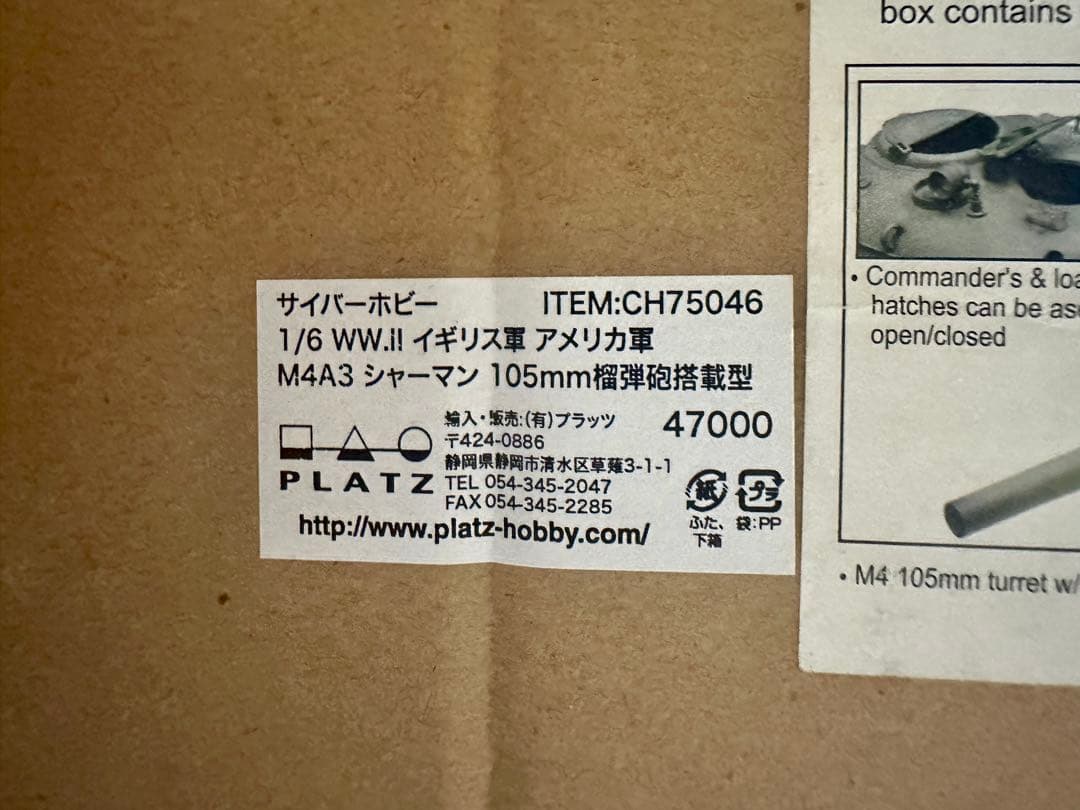 box contains
サイバーホビー ITEM:CH75046
1/6 WW.i! イギリス軍 アメリカ軍
M4A3 シャーマン 105mm榴弾砲搭載型
輸入・販売:(有)プラッツ 47000
〒424-0886
静岡県静岡市清水区草薙3-1-1
TEL 054-345-2047
FAX 054-345-2285
PLATZ
http://www.platz-hobby.com/
紙 プラ
ふた、 袋:PP
下箱
• Commander's & loa
hatches can be as
open/closed
• M4 105mm turret w/